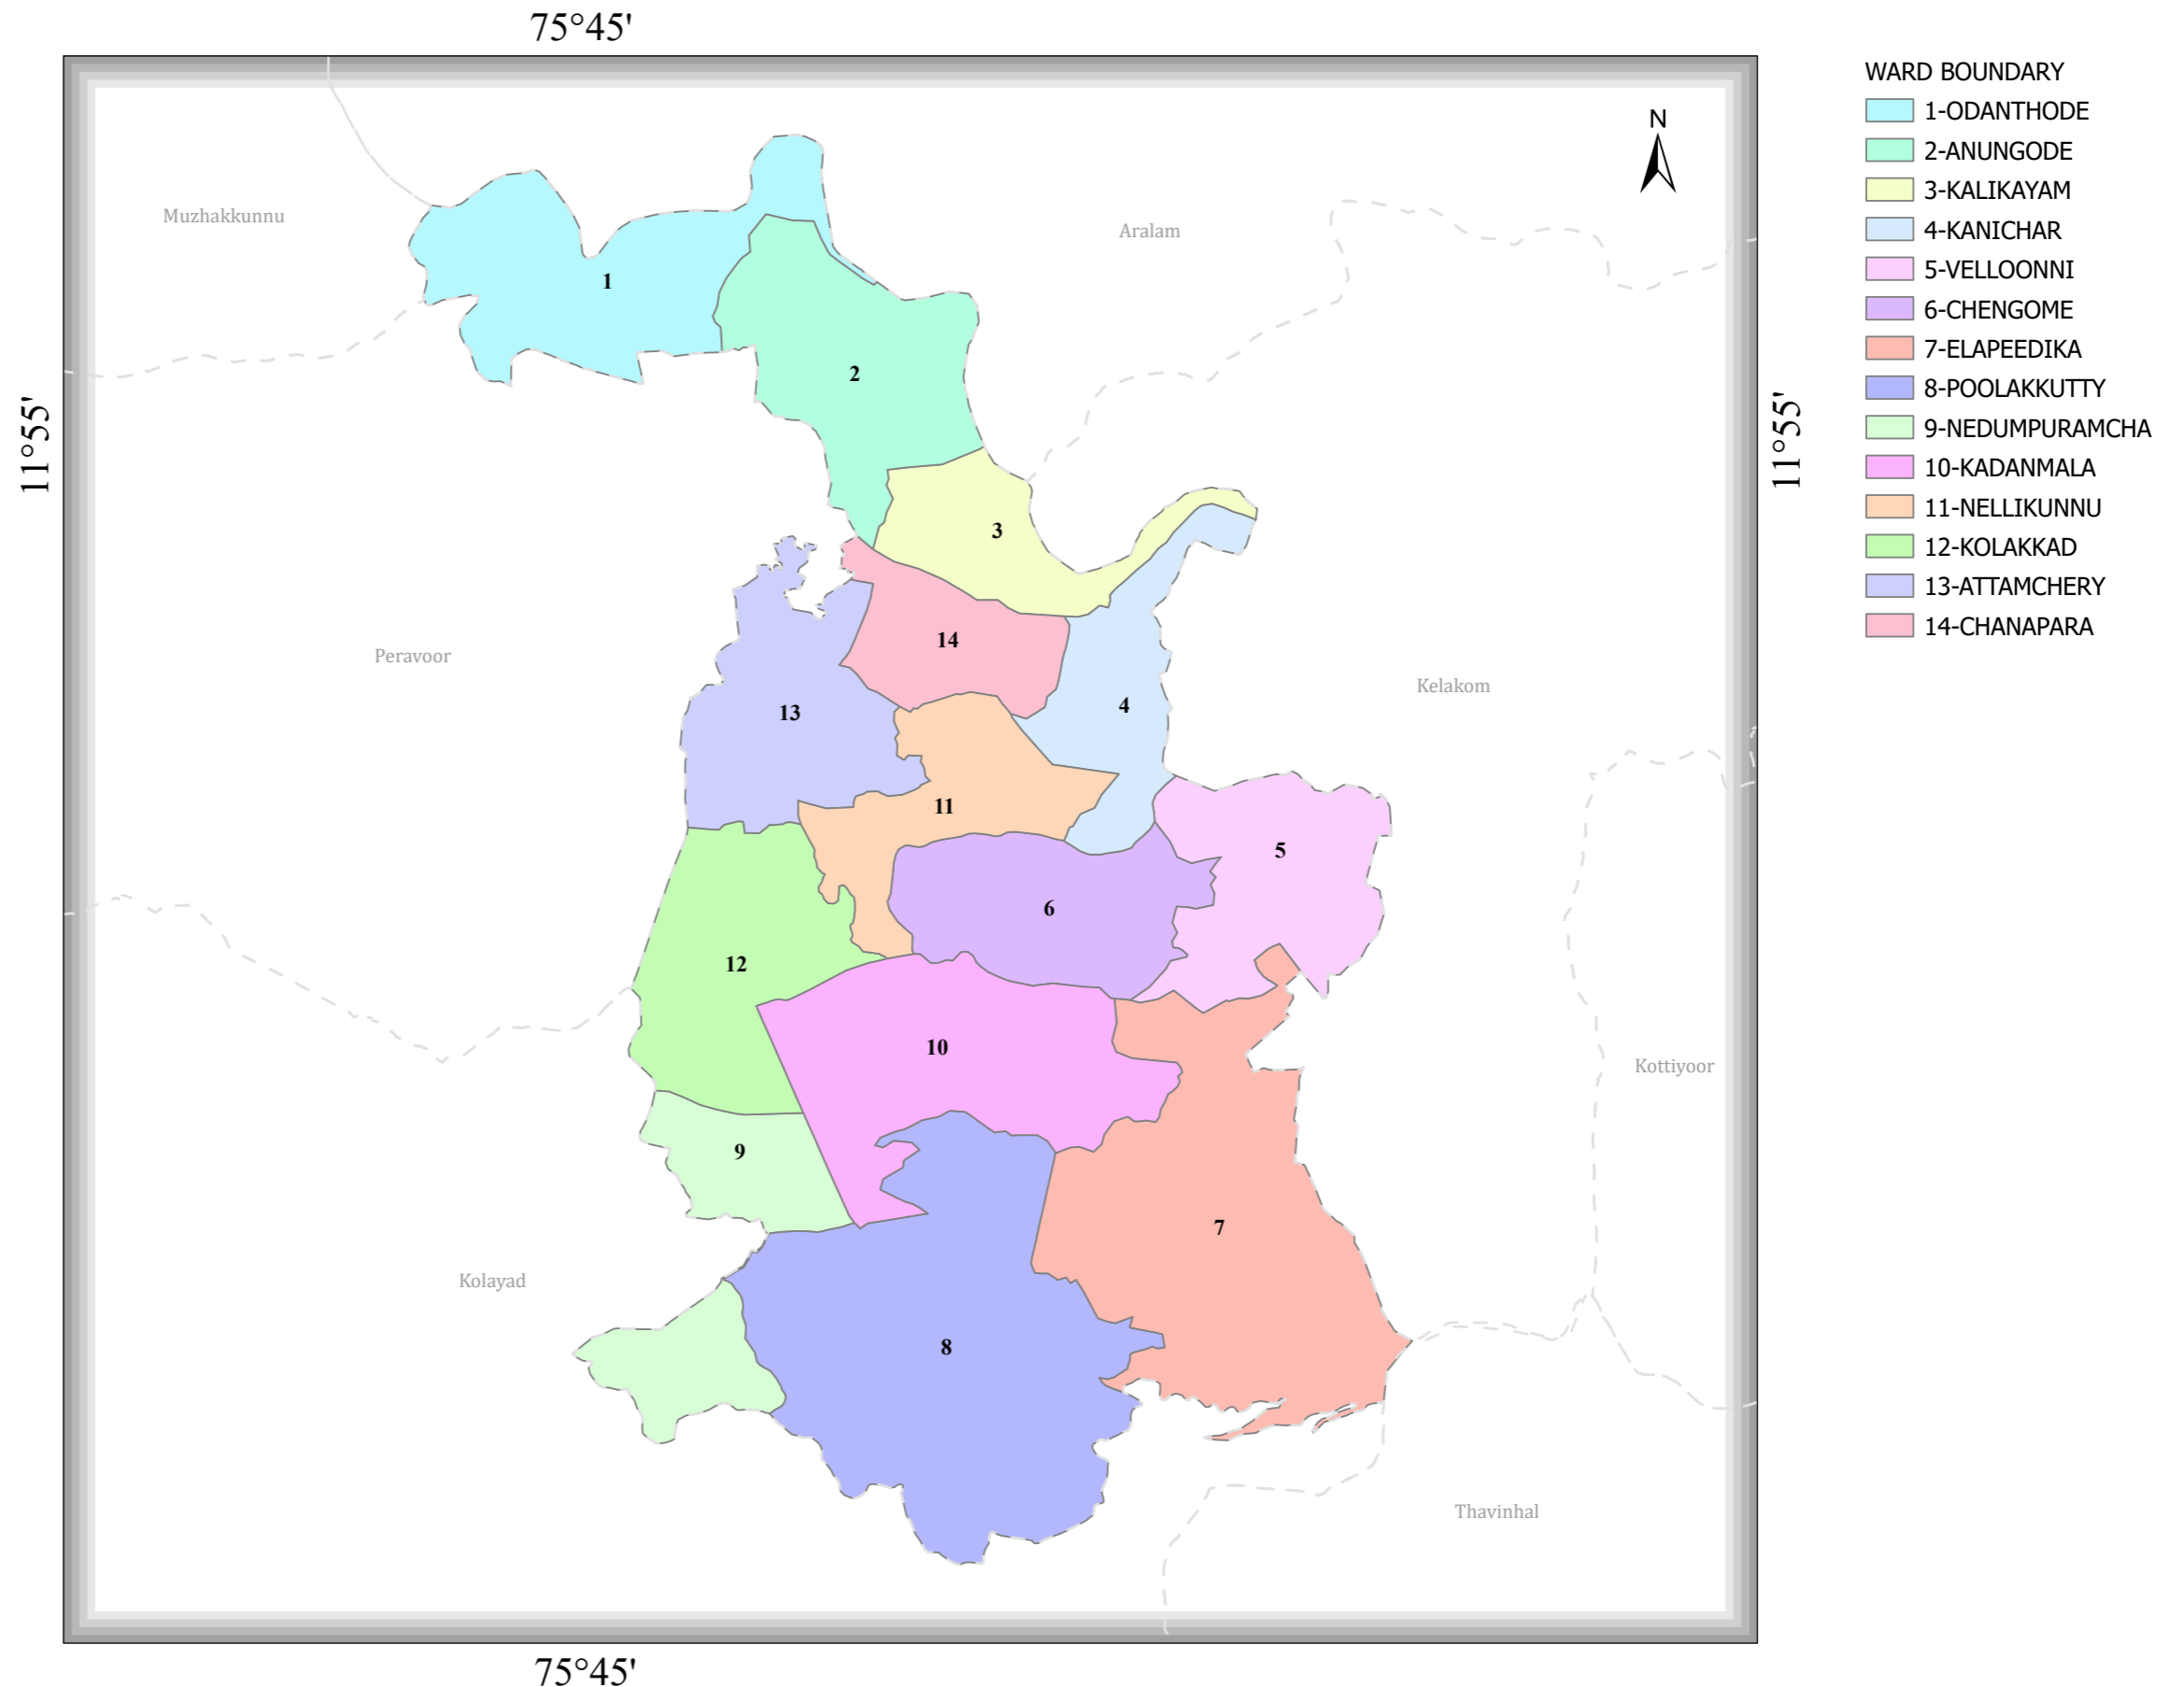 75°45'
WARD BOUNDARY
1-ODANTHODE
2-ANUNGODE
3-KALIKAYAM
4-KANICHAR
5-VELLOONNI
6-CHENGOME
7-ELAPEEDIKA
8-POOLAKKUTTY
9-NEDUMPURAMCHA
10-KADANMALA
11-NELLIKUNNU
12-KOLAKKAD
13-ATTAMCHERY
14-CHANAPARA
N
Muzhakkunnu
Aralam
1
2
11°55'
11°55'
3
14
Peravoor
Kelakom
4
13
11
5
6
12
10
Kottiyoor
9
7
Kolayad
8
Thavinhal
75°45'